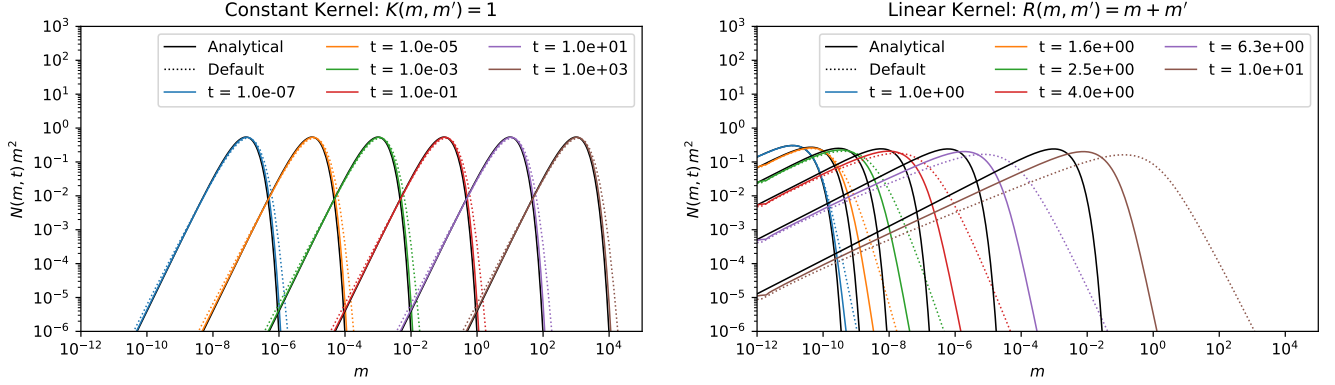 Constant Kernel: K(m, m′) = 1
N(m, t) m²
10³
10²
10¹
10⁰
10⁻¹
10⁻²
10⁻³
10⁻⁴
10⁻⁵
10⁻⁶
Analytical
Default
t = 1.0e-07
t = 1.0e-05
t = 1.0e-03
t = 1.0e-01
t = 1.0e+01
t = 1.0e+03
10⁻¹²
10⁻¹⁰
10⁻⁸
10⁻⁶
10⁻⁴
10⁻²
10⁰
10²
10⁴
m
Linear Kernel: R(m, m′) = m + m′
N(m, t) m²
10³
10²
10¹
10⁰
10⁻¹
10⁻²
10⁻³
10⁻⁴
10⁻⁵
10⁻⁶
Analytical
Default
t = 1.0e+00
t = 1.6e+00
t = 2.5e+00
t = 4.0e+00
t = 6.3e+00
t = 1.0e+01
10⁻¹²
10⁻¹⁰
10⁻⁸
10⁻⁶
10⁻⁴
10⁻²
10⁰
10²
10⁴
m